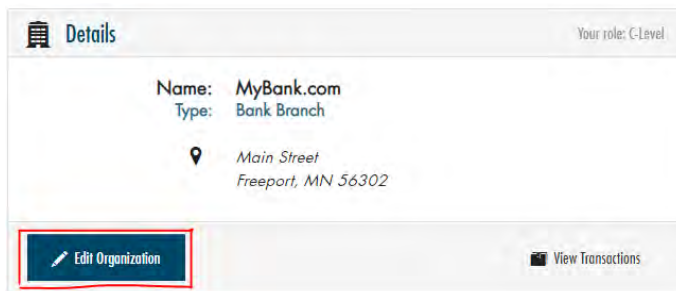 Details
Your role: C-Level
Name: MyBank.com
Type: Bank Branch
Main Street
Freeport, MN 56302
Edit Organization
View Transactions